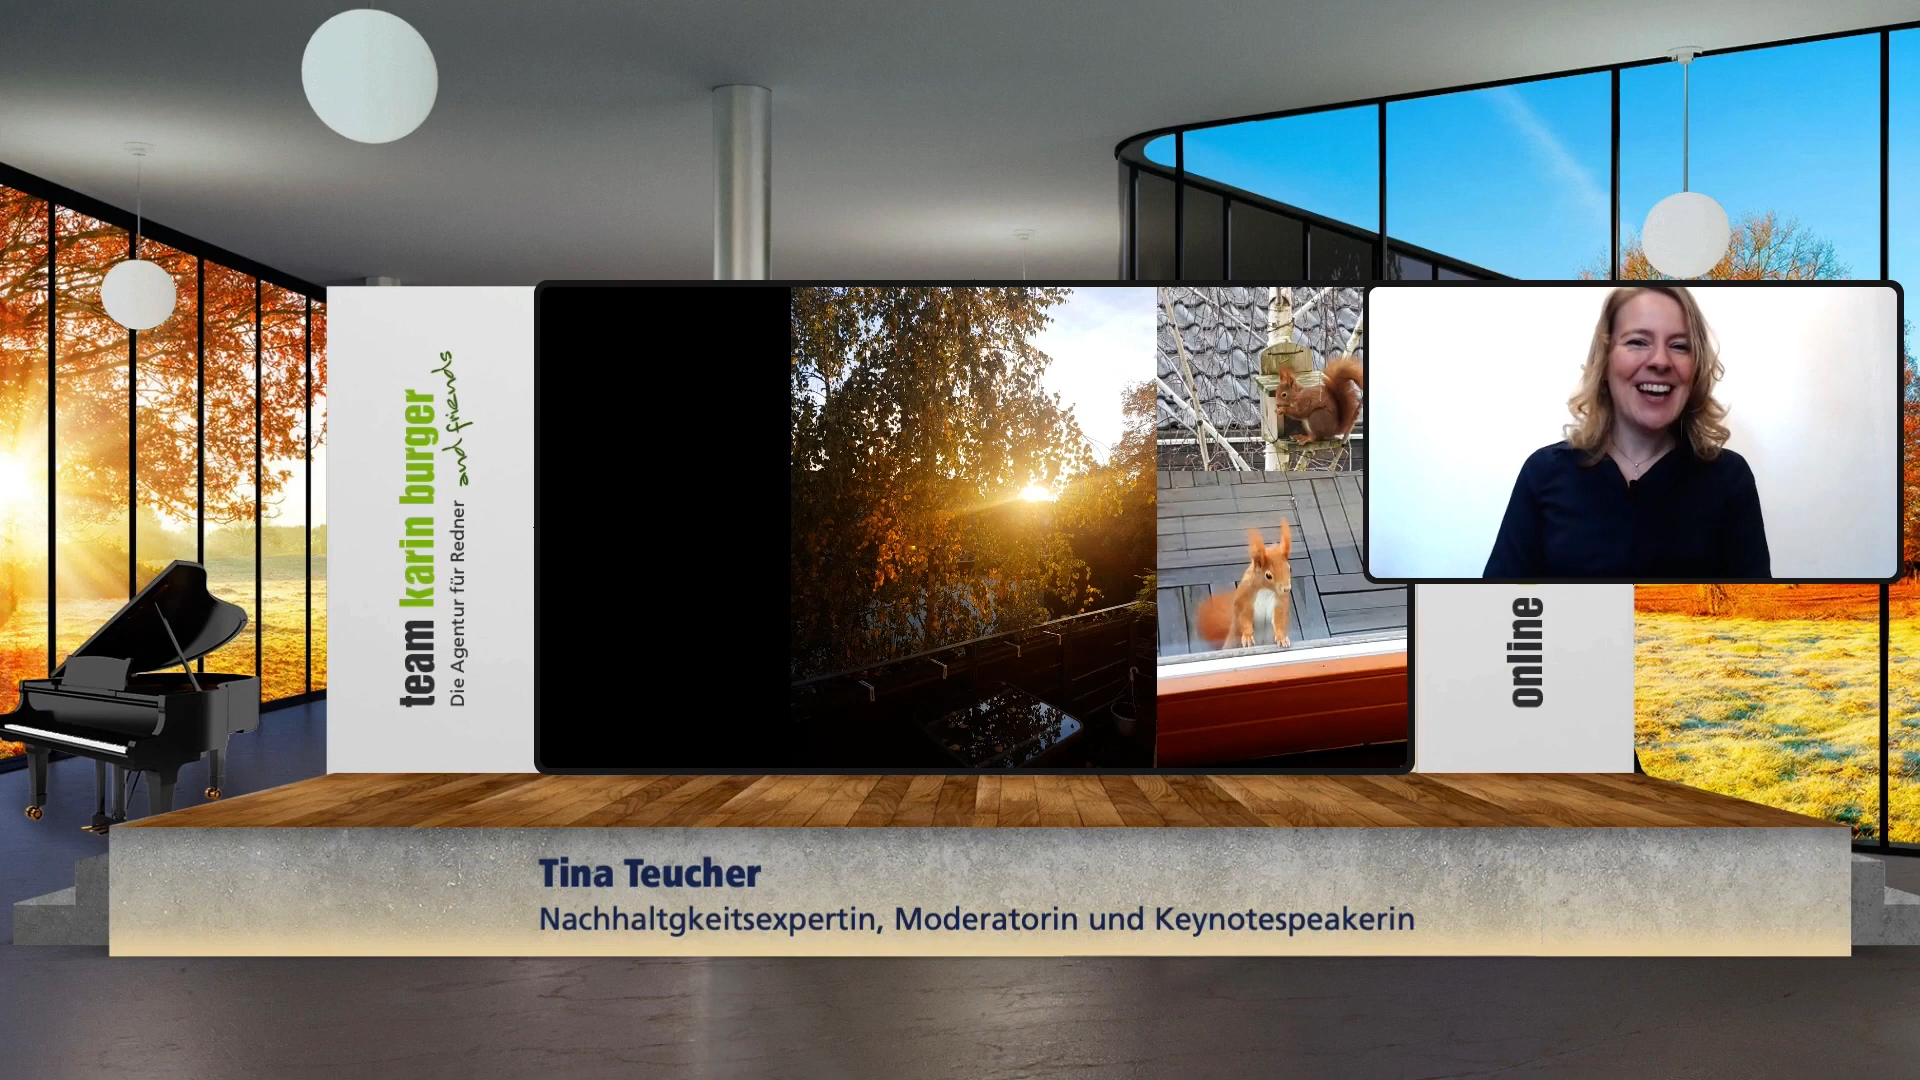 team karin burger
and friends
Die Agentur für Redner
online
Tina Teucher
Nachhaltgkeitsexpertin, Moderatorin und Keynotespeakerin